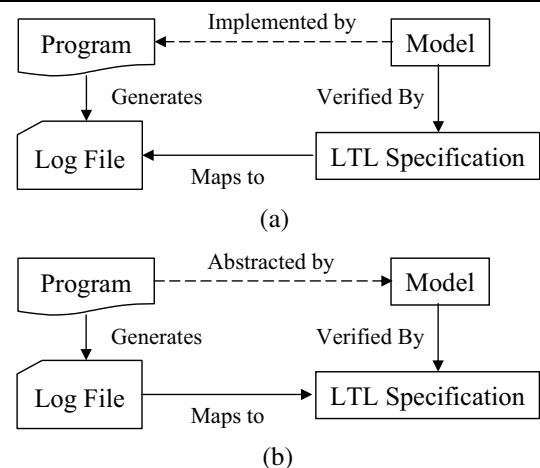 Implemented by
Program
Model
Generates
Verified By
Log File
LTL Specification
Maps to
(a)
Abstracted by
Program
Model
Generates
Verified By
Log File
LTL Specification
Maps to
(b)